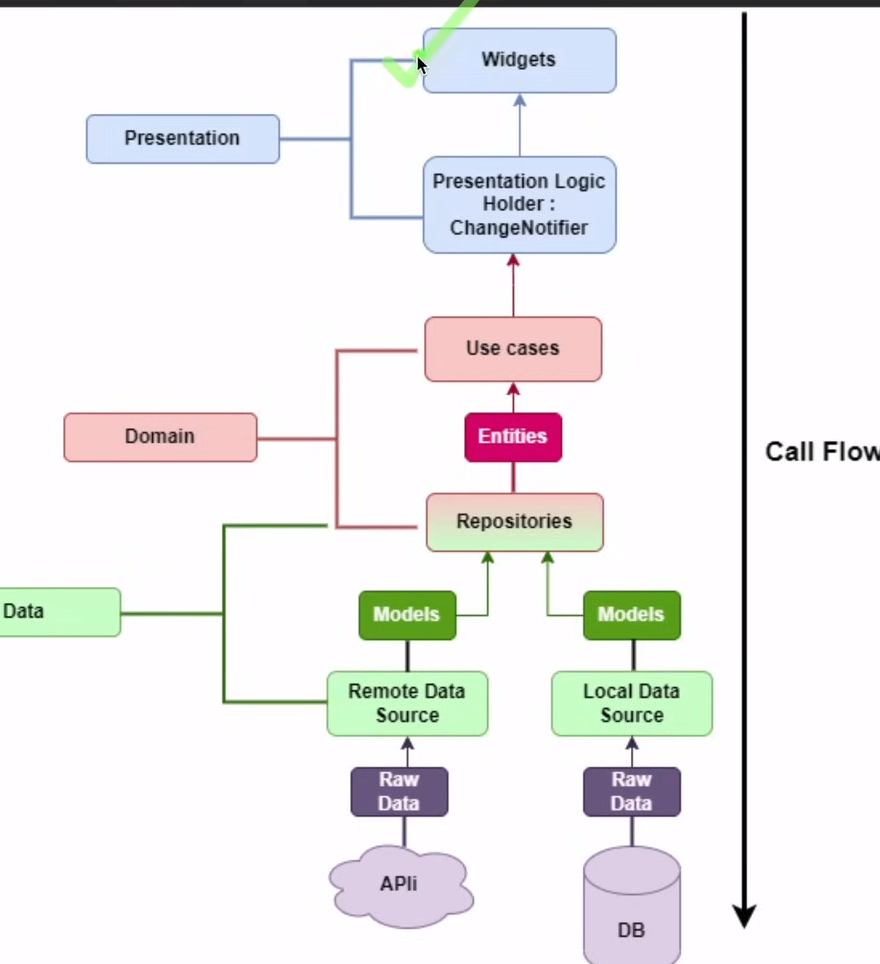 Widgets
Presentation
Presentation Logic
Holder :
ChangeNotifier
Use cases
Domain
Entities
Call Flow
Repositories
Data
Models
Models
Remote Data
Source
Local Data
Source
Raw
Data
Raw
Data
APIi
DB